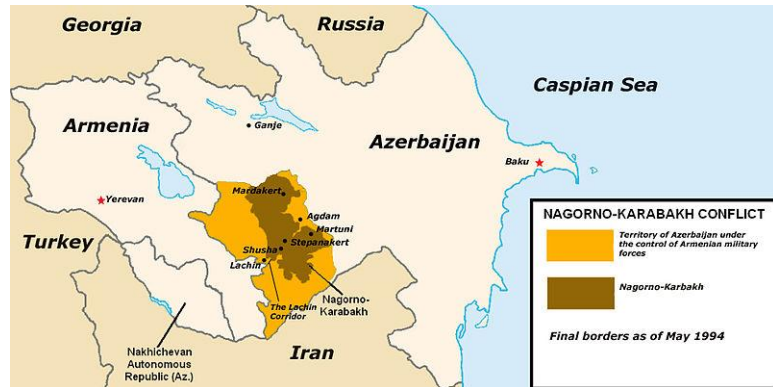 Georgia
Russia
Caspian Sea
Armenia
Ganje
Azerbaijan
Baku
Mardakert
Yerevan
Agdam
Martuni
Turkey
Shusha
Stepanakert
Lachin
The Lachin
Corridor
Nagorno-
Karabakh
Nakhichevan
Autonomous
Republic (Az.)
Iran
NAGORNO-KARABAKH CONFLICT
Territory of Azerbaijan under
the control of Armenian military
forces
Nagorno-Karbakh
Final borders as of May 1994